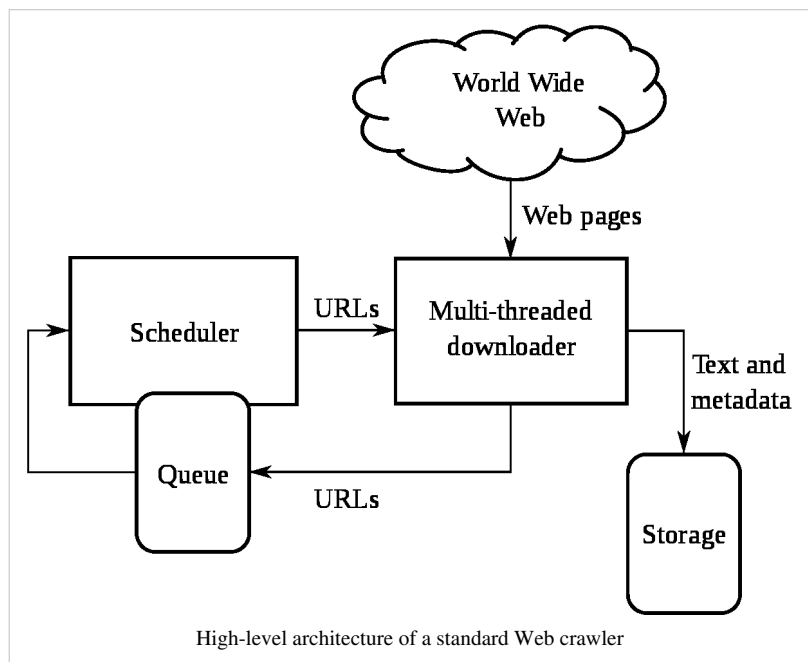 World Wide
Web
Web pages
Scheduler
URLs
Multi-threaded
downloader
Text and
metadata
Queue
URLs
Storage
High-level architecture of a standard Web crawler